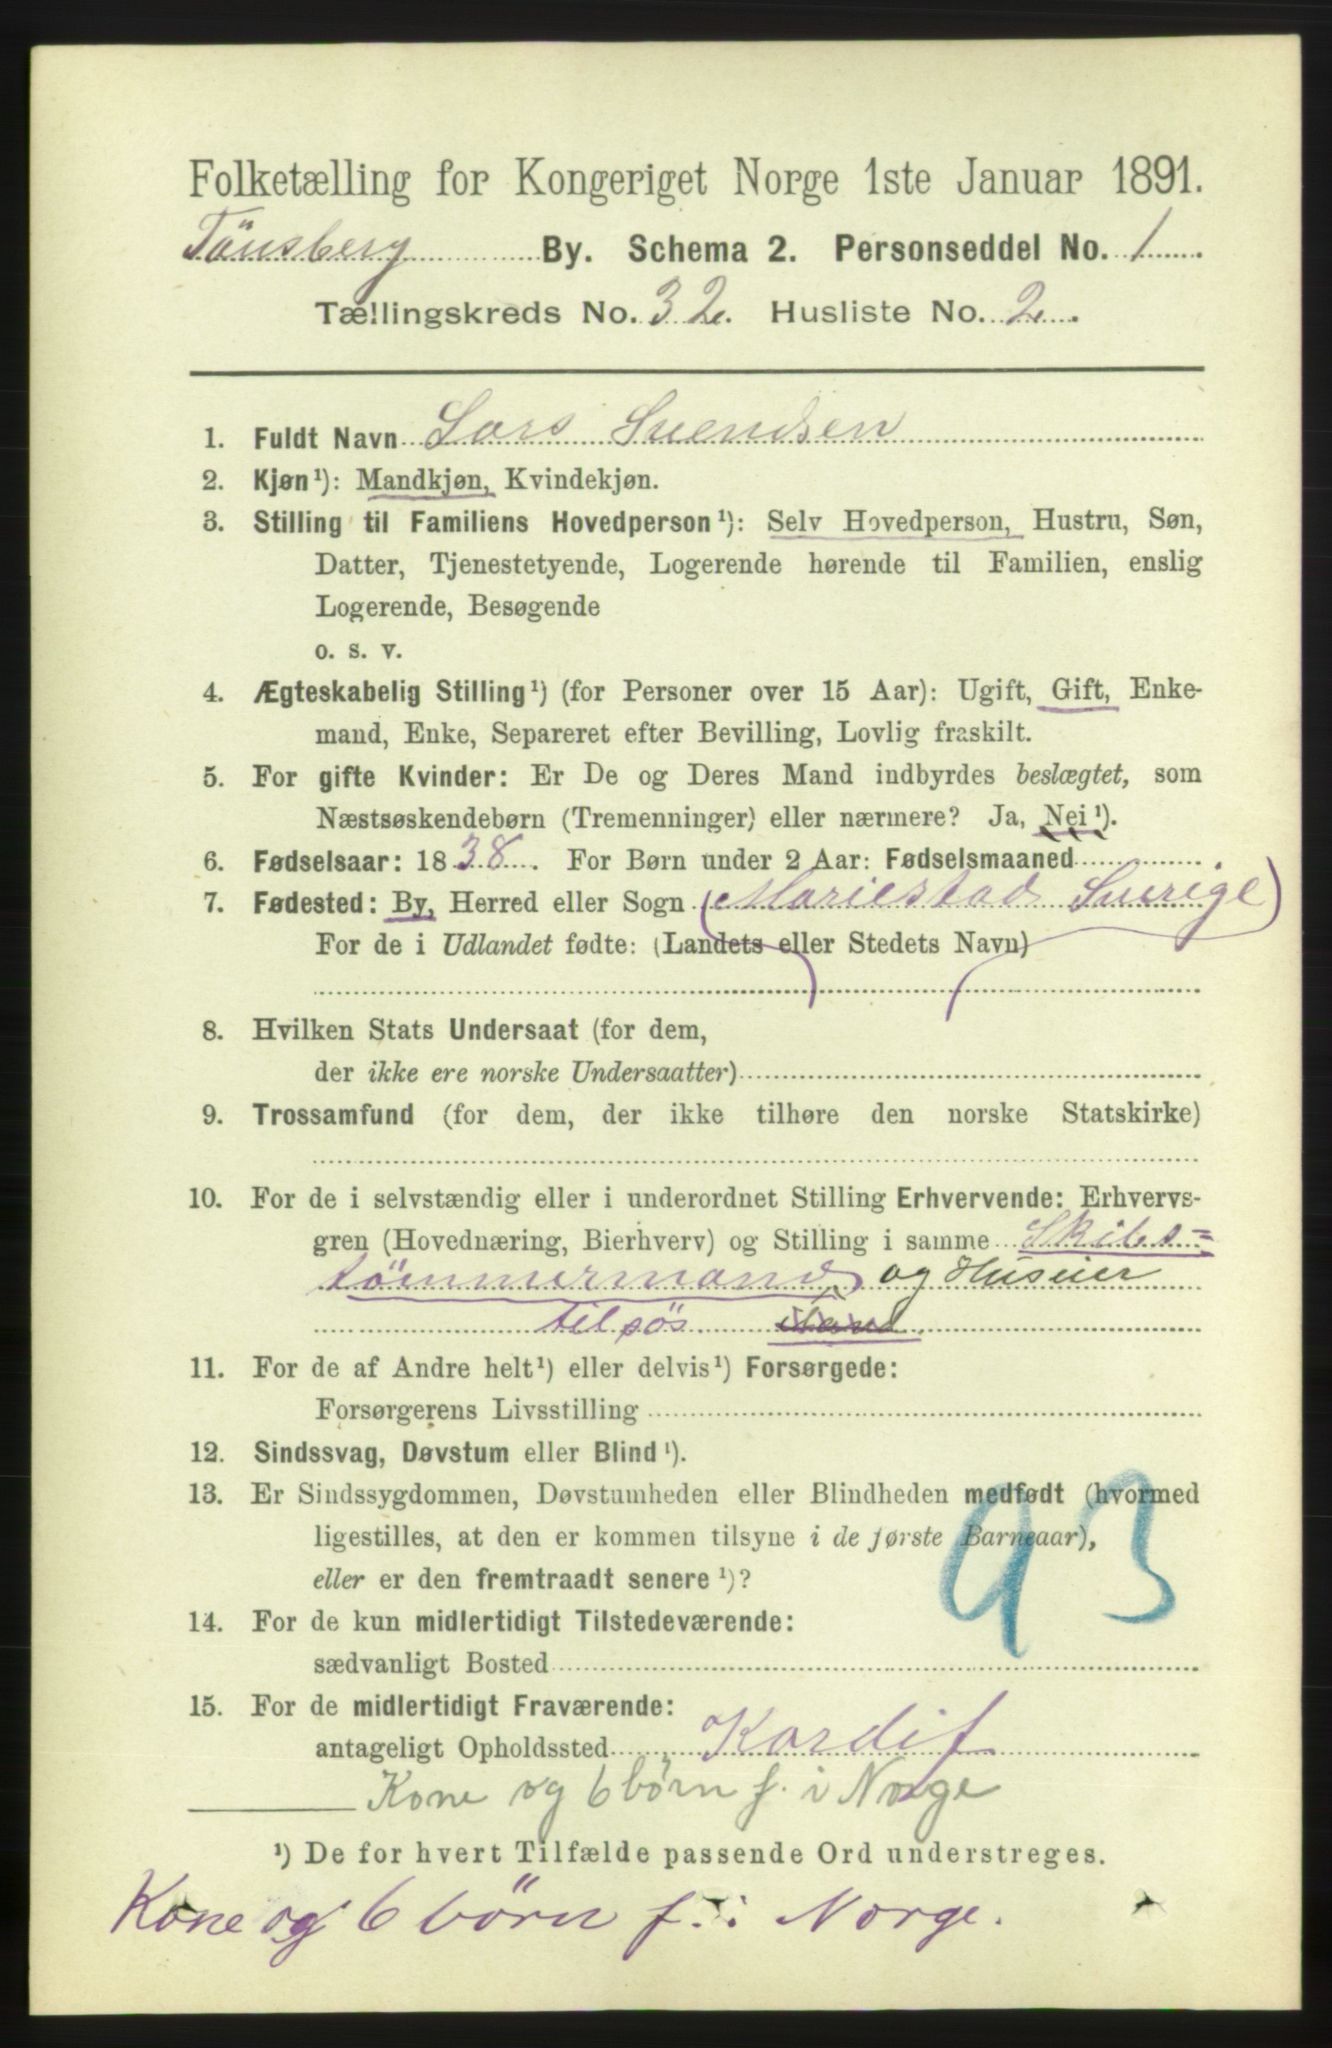 Folketælling for Kongeriget Norge 1ste Januar 1891.
Tönsberg By. Schema 2. Personseddel No. 1.
Tællingskreds No. 32. Husliste No. 2.
1. Fuldt Navn Lars Svendsen
2. Kjøn¹): Mandkjøn, Kvindekjøn.
3. Stilling til Familiens Hovedperson¹): Selv Hovedperson, Hustru, Søn,
Datter, Tjenestetyende, Logerende hørende til Familien, enslig
Logerende, Besøgende
o. s. v.
4. Ægteskabelig Stilling¹) (for Personer over 15 Aar): Ugift, Gift, Enke-
mand, Enke, Separeret efter Bevilling, Lovlig fraskilt.
5. For gifte Kvinder: Er De og Deres Mand indbyrdes beslægtet, som
Næstsøskendebørn (Tremenninger) eller nærmere? Ja, Nei¹).
6. Fødselsaar: 1838. For Børn under 2 Aar: Fødselsmaaned
7. Fødested: By, Herred eller Sogn (Mariestad Sverige)
For de i Udlandet fødte: (Landets eller Stedets Navn)
8. Hvilken Stats Undersaat (for dem,
der ikke ere norske Undersaatter)
9. Trossamfund (for dem, der ikke tilhøre den norske Statskirke)
10. For de i selvstændig eller i underordnet Stilling Erhvervende: Erhvervs-
gren (Hovednæring, Bierhverv) og Stilling i samme Skibs=
tömmermand og Huseier
tilsøs
11. For de af Andre helt¹) eller delvis¹) Forsørgede:
Forsørgerens Livsstilling
12. Sindssvag, Døvstum eller Blind¹).
13. Er Sindssygdommen, Døvstumheden eller Blindheden medfødt (hvormed
ligestilles, at den er kommen tilsyne i de første Barneaar),
eller er den fremtraadt senere¹)?
93
14. For de kun midlertidigt Tilstedeværende:
sædvanligt Bosted
15. For de midlertidigt Fraværende:
antageligt Opholdssted Kardif
Kone og 6 børn f. i Norge
¹) De for hvert Tilfælde passende Ord understreges.
Kone og 6 börn f. i Norge.